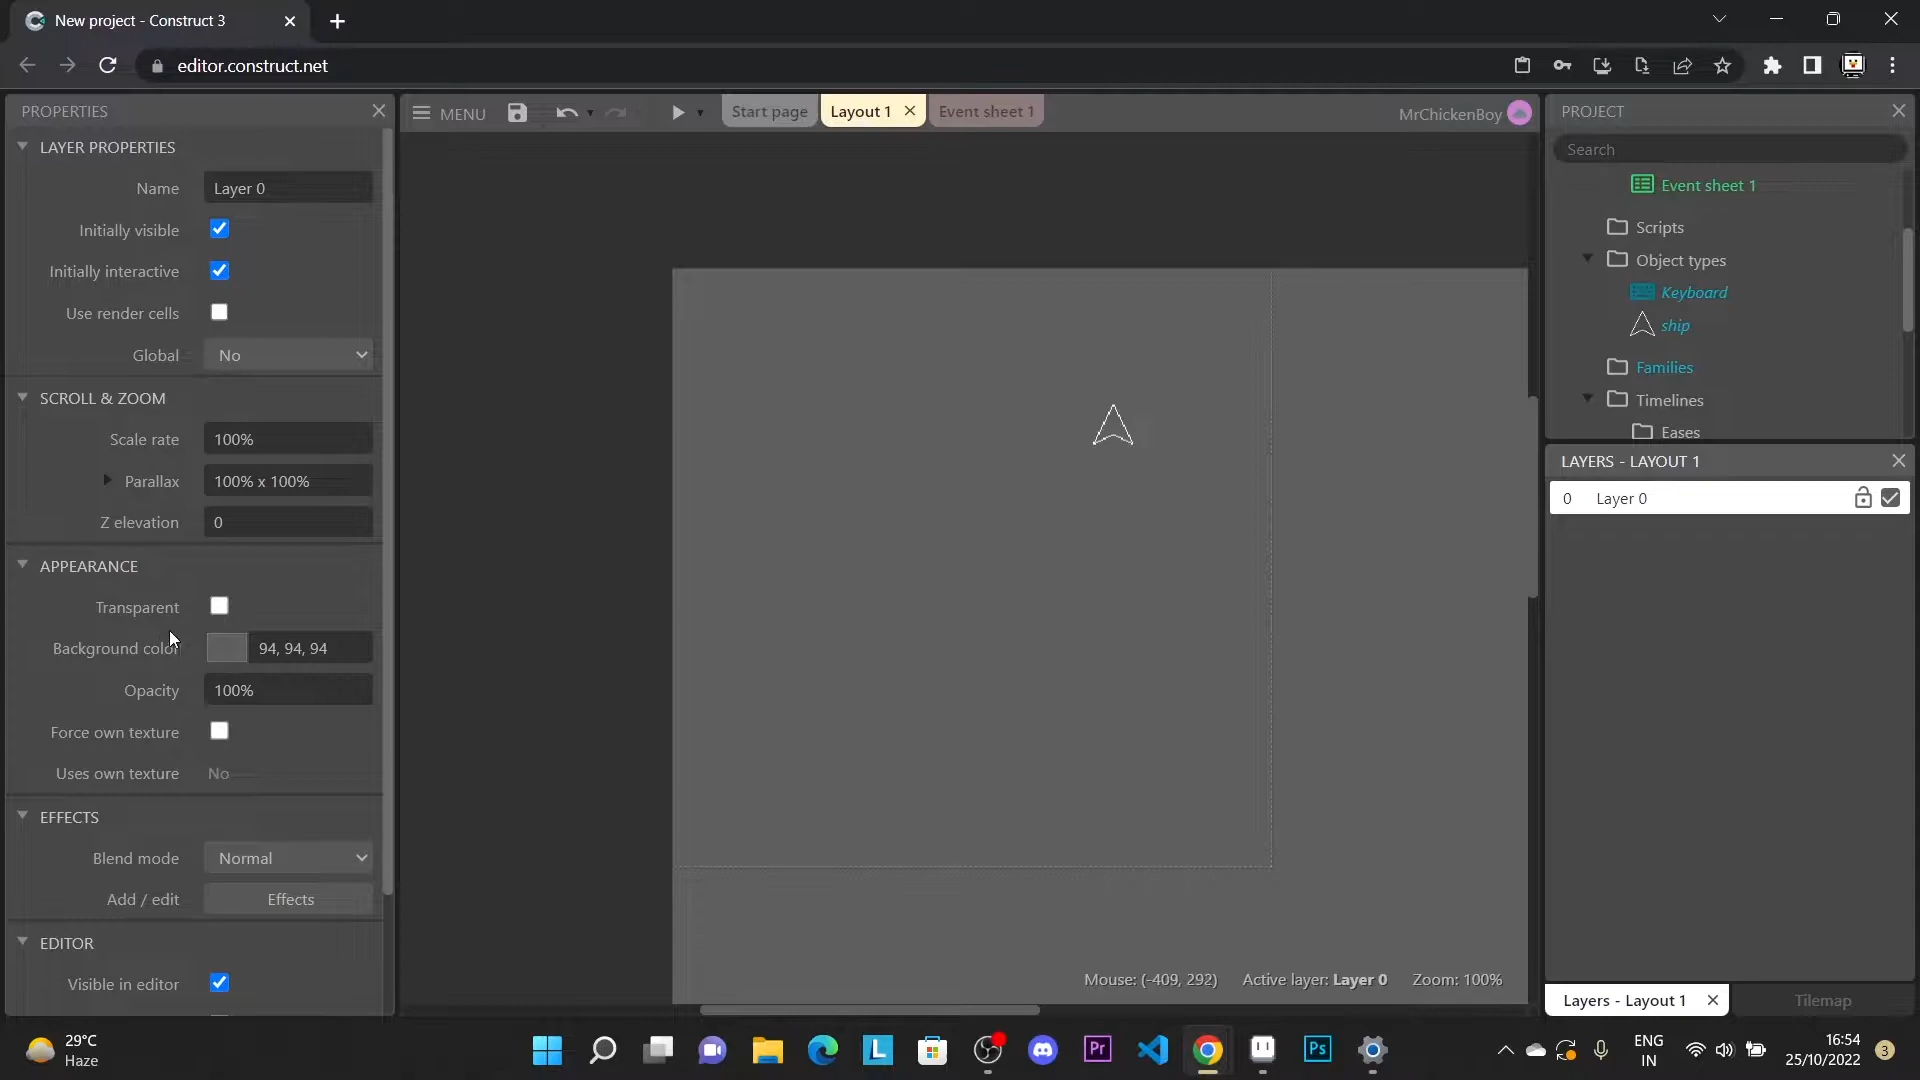 New project - Construct 3
editor.construct.net
PROPERTIES
LAYER PROPERTIES
Name
Layer 0
Initially visible
Initially interactive
Use render cells
Global
No
SCROLL & ZOOM
Scale rate
100%
Parallax
100% x 100%
Z elevation
0
APPEARANCE
Transparent
Background color
94, 94, 94
Opacity
100%
Force own texture
Uses own texture
No
EFFECTS
Blend mode
Normal
Add / edit
Effects
EDITOR
Visible in editor
MENU
Start page
Layout 1
Event sheet 1
MrChickenBoy
Mouse: (-409, 292)
Active layer: Layer 0
Zoom: 100%
PROJECT
Search
Event sheet 1
Scripts
Object types
Keyboard
ship
Families
Timelines
Eases
LAYERS - LAYOUT 1
0 Layer 0
Layers - Layout 1
Tilemap
29°C
Haze
L
Pr
Ps
ENG
IN
16:54
25/10/2022
3